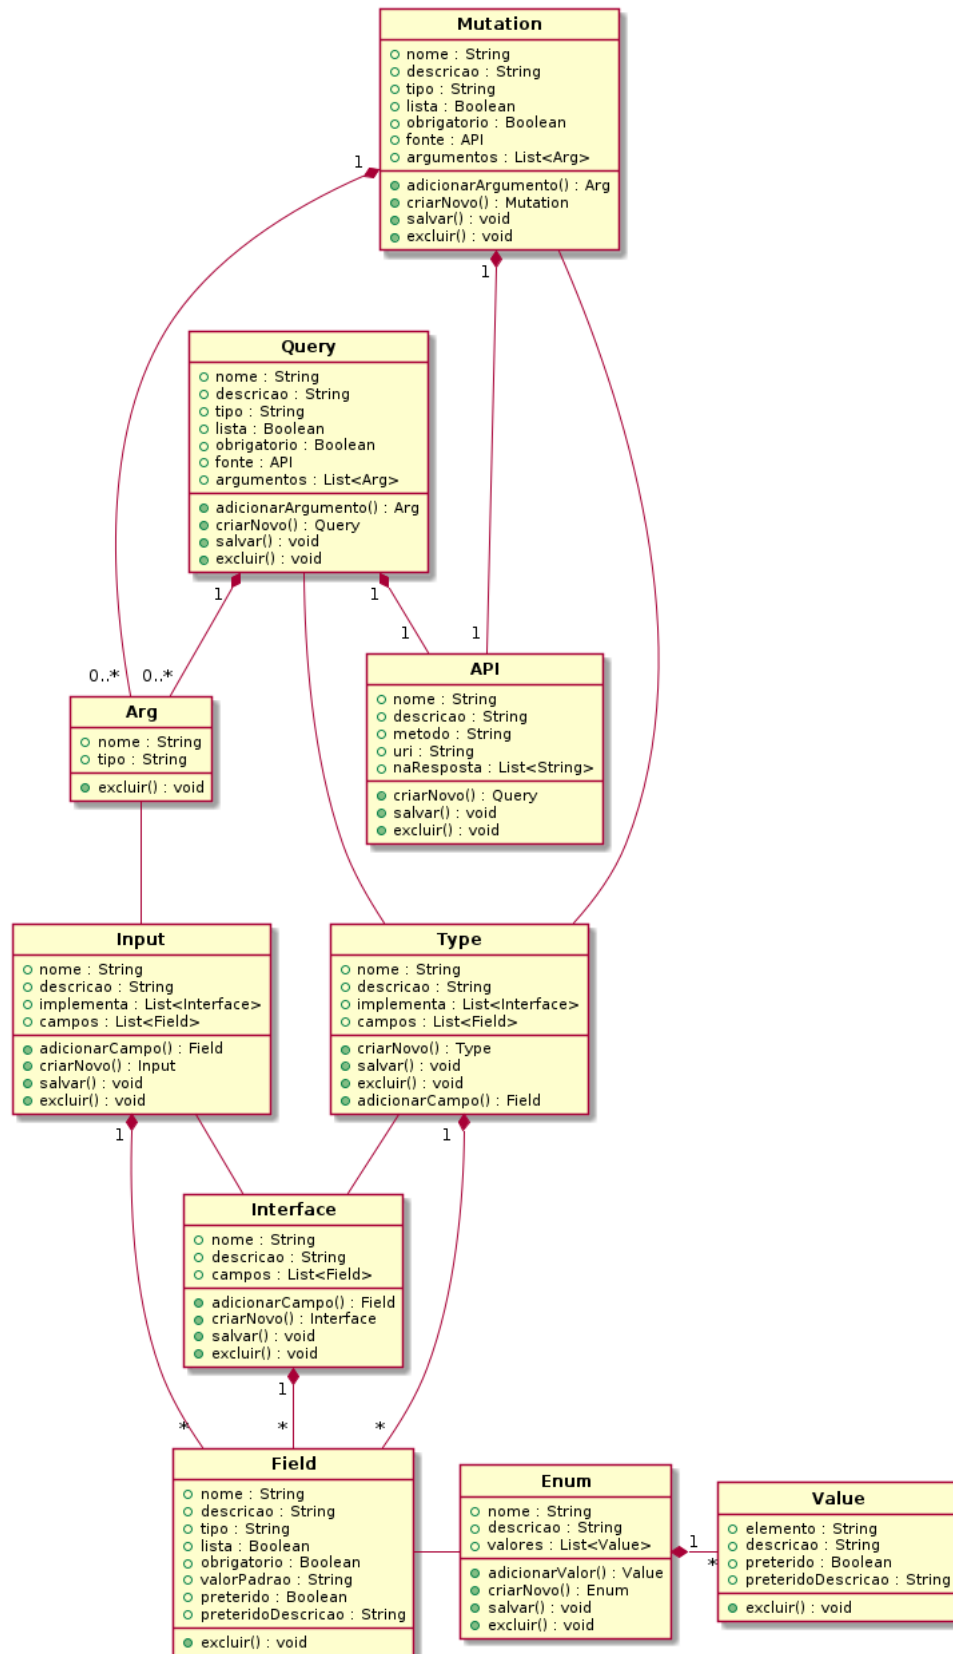 Mutation
nome : String
descricao : String
tipo : String
lista : Boolean
obrigatorio : Boolean
fonte : API
argumentos : List<Arg>
adicionarArgumento() : Arg
criarNovo() : Mutation
salvar() : void
excluir() : void
1
1
Query
nome : String
descricao : String
tipo : String
lista : Boolean
obrigatorio : Boolean
fonte : API
argumentos : List<Arg>
adicionarArgumento() : Arg
criarNovo() : Query
salvar() : void
excluir() : void
1
1
1
1
0..*
0..*
API
nome : String
descricao : String
metodo : String
uri : String
naResposta : List<String>
criarNovo() : Query
salvar() : void
excluir() : void
Arg
nome : String
tipo : String
excluir() : void
Input
nome : String
descricao : String
implementa : List<Interface>
campos : List<Field>
adicionarCampo() : Field
criarNovo() : Input
salvar() : void
excluir() : void
1
Type
nome : String
descricao : String
implementa : List<Interface>
campos : List<Field>
criarNovo() : Type
salvar() : void
excluir() : void
adicionarCampo() : Field
1
Interface
nome : String
descricao : String
campos : List<Field>
adicionarCampo() : Field
criarNovo() : Interface
salvar() : void
excluir() : void
1
*
*
*
Field
nome : String
descricao : String
tipo : String
lista : Boolean
obrigatorio : Boolean
valorPadrao : String
preterido : Boolean
preteridoDescricao : String
excluir() : void
Enum
nome : String
descricao : String
valores : List<Value>
adicionarValor() : Value
criarNovo() : Enum
salvar() : void
excluir() : void
1
*
Value
elemento : String
descricao : String
preterido : Boolean
preteridoDescricao : String
excluir() : void